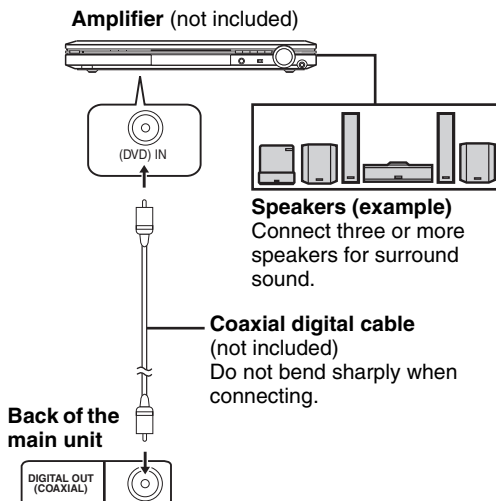 Amplifier (not included)
(DVD) IN
Speakers (example)
Connect three or more
speakers for surround
sound.
Coaxial digital cable
(not included)
Do not bend sharply when
connecting.
Back of the
main unit
DIGITAL OUT
(COAXIAL)